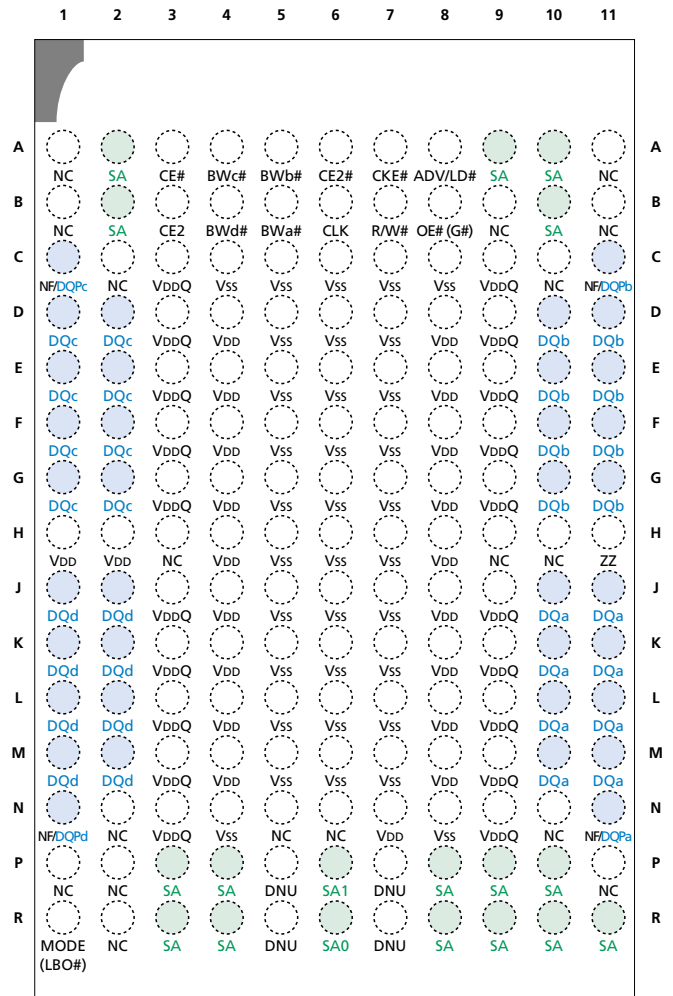 1 2 3 4 5 6 7 8 9 10 11
A A
NC SA CE# BWc# BWb# CE2# CKE# ADV/LD# SA SA NC
B B
NC SA CE2 BWd# BWa# CLK R/W# OE# (G#) NC SA NC
C C
NF/DQPc NC VDDQ VSS VSS VSS VSS VSS VDDQ NC NF/DQPb
D D
DQc DQc VDDQ VDD VSS VSS VSS VDD VDDQ DQb DQb
E E
DQc DQc VDDQ VDD VSS VSS VSS VDD VDDQ DQb DQb
F F
DQc DQc VDDQ VDD VSS VSS VSS VDD VDDQ DQb DQb
G G
DQc DQc VDDQ VDD VSS VSS VSS VDD VDDQ DQb DQb
H H
VDD VDD NC VDD VSS VSS VSS VDD NC NC ZZ
J J
DQd DQd VDDQ VDD VSS VSS VSS VDD VDDQ DQa DQa
K K
DQd DQd VDDQ VDD VSS VSS VSS VDD VDDQ DQa DQa
L L
DQd DQd VDDQ VDD VSS VSS VSS VDD VDDQ DQa DQa
M M
DQd DQd VDDQ VDD VSS VSS VSS VDD VDDQ DQa DQa
N N
NF/DQPd NC VDDQ VSS NC NC VDD VSS VDDQ NC NF/DQPa
P P
NC NC SA SA DNU SA1 DNU SA SA SA NC
R R
MODE NC SA SA DNU SA0 DNU SA SA SA SA
(LBO#)